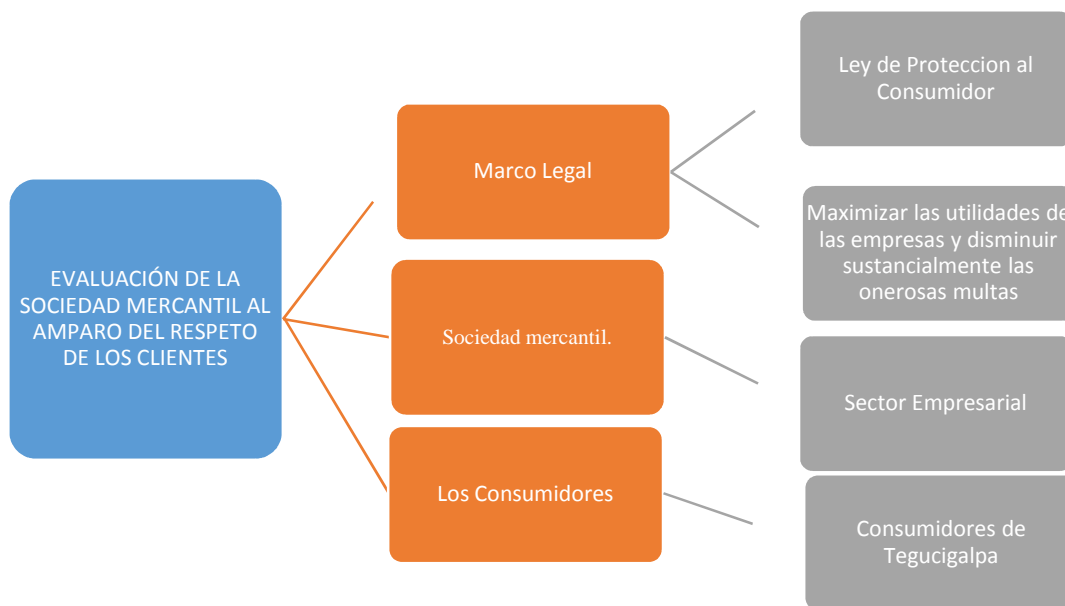 EVALUACIÓN DE LA
SOCIEDAD MERCANTIL AL
AMPARO DEL RESPETO
DE LOS CLIENTES
Marco Legal
Ley de Proteccion al
Consumidor
Maximizar las utilidades de
las empresas y disminuir
sustancialmente las
onerosas multas
Sociedad mercantil.
Sector Empresarial
Los Consumidores
Consumidores de
Tegucigalpa